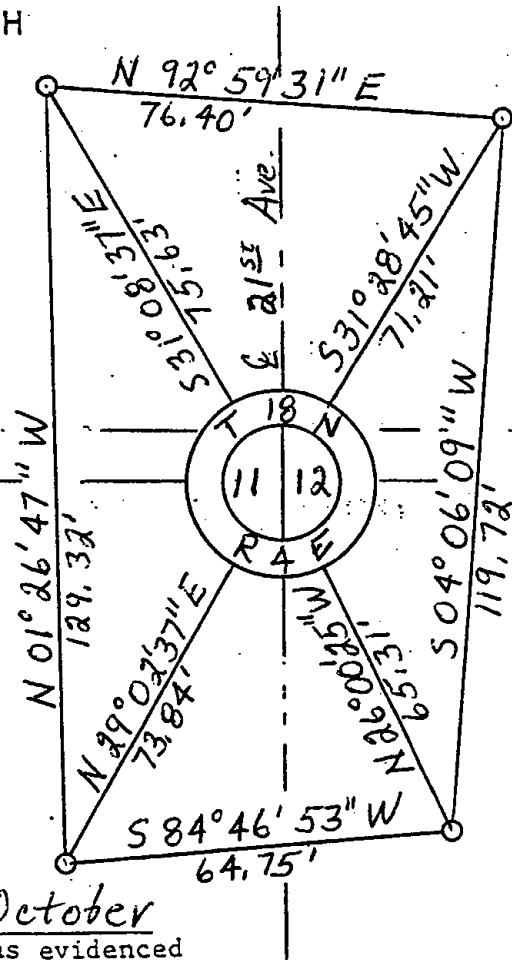 H
N 92° 59' 31" E
76.40'
S 31° 08' 37" E
75.63'
℄ 21st Ave.
S 31° 28' 45" W
71.21'
N 01° 26' 47" W
129.32'
S 04° 06' 09" W
119.72'
T 18 N
11 12
R 4 E
N 29° 02' 37" E
73.84'
N 26° 00' 25" W
65.31'
S 84° 46' 53" W
64.75'
October
as evidenced